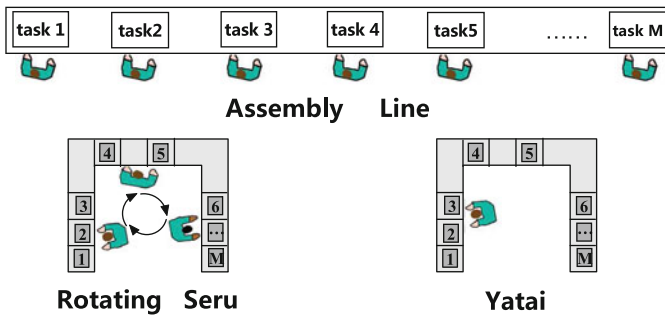 task 1 task2 task 3 task 4 task5 ...... task M
Assembly Line
4 5
3 6
2 ...
1 M
Rotating Seru
4 5
3 6
2 ...
1 M
Yatai